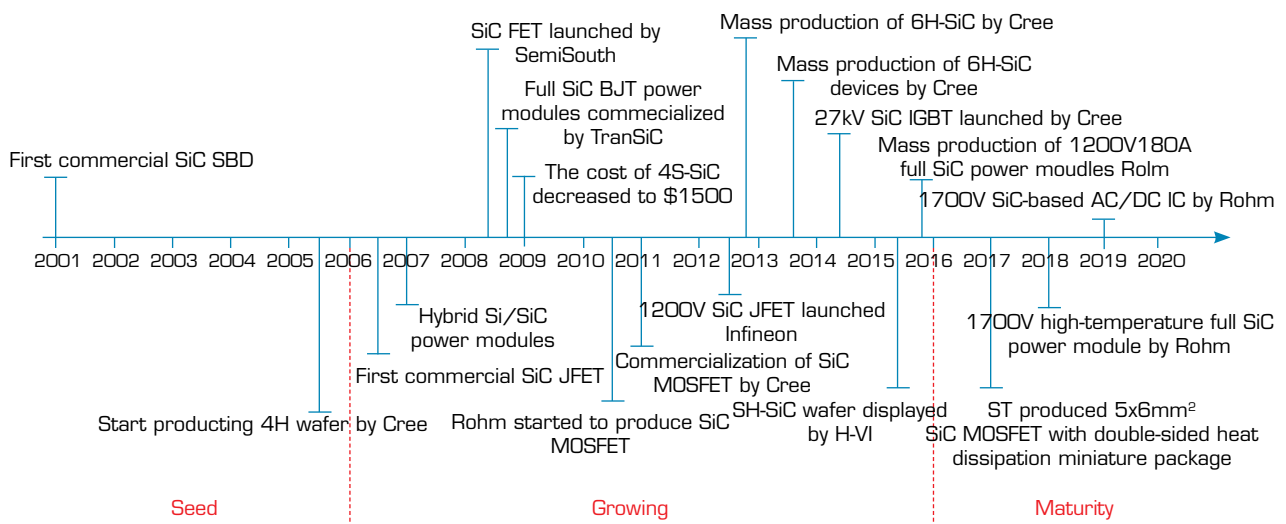 First commercial SiC SBD
SiC FET launched by
SemiSouth
Full SiC BJT power
modules commecialized
by TranSiC
The cost of 4S-SiC
decreased to $1500
Mass production of 6H-SiC by Cree
Mass production of 6H-SiC
devices by Cree
27kV SiC IGBT launched by Cree
Mass production of 1200V180A
full SiC power moudles Rolm
1700V SiC-based AC/DC IC by Rohm
2001 2002 2003 2004 2005 2006 2007 2008 2009 2010 2011 2012 2013 2014 2015 2016 2017 2018 2019 2020
Start producting 4H wafer by Cree
First commercial SiC JFET
Hybrid Si/SiC
power modules
Rohm started to produce SiC
MOSFET
Commercialization of SiC
MOSFET by Cree
1200V SiC JFET launched
Infineon
SH-SiC wafer displayed
by H-VI
ST produced 5x6mm²
SiC MOSFET with double-sided heat
dissipation miniature package
1700V high-temperature full SiC
power module by Rohm
Seed
Growing
Maturity